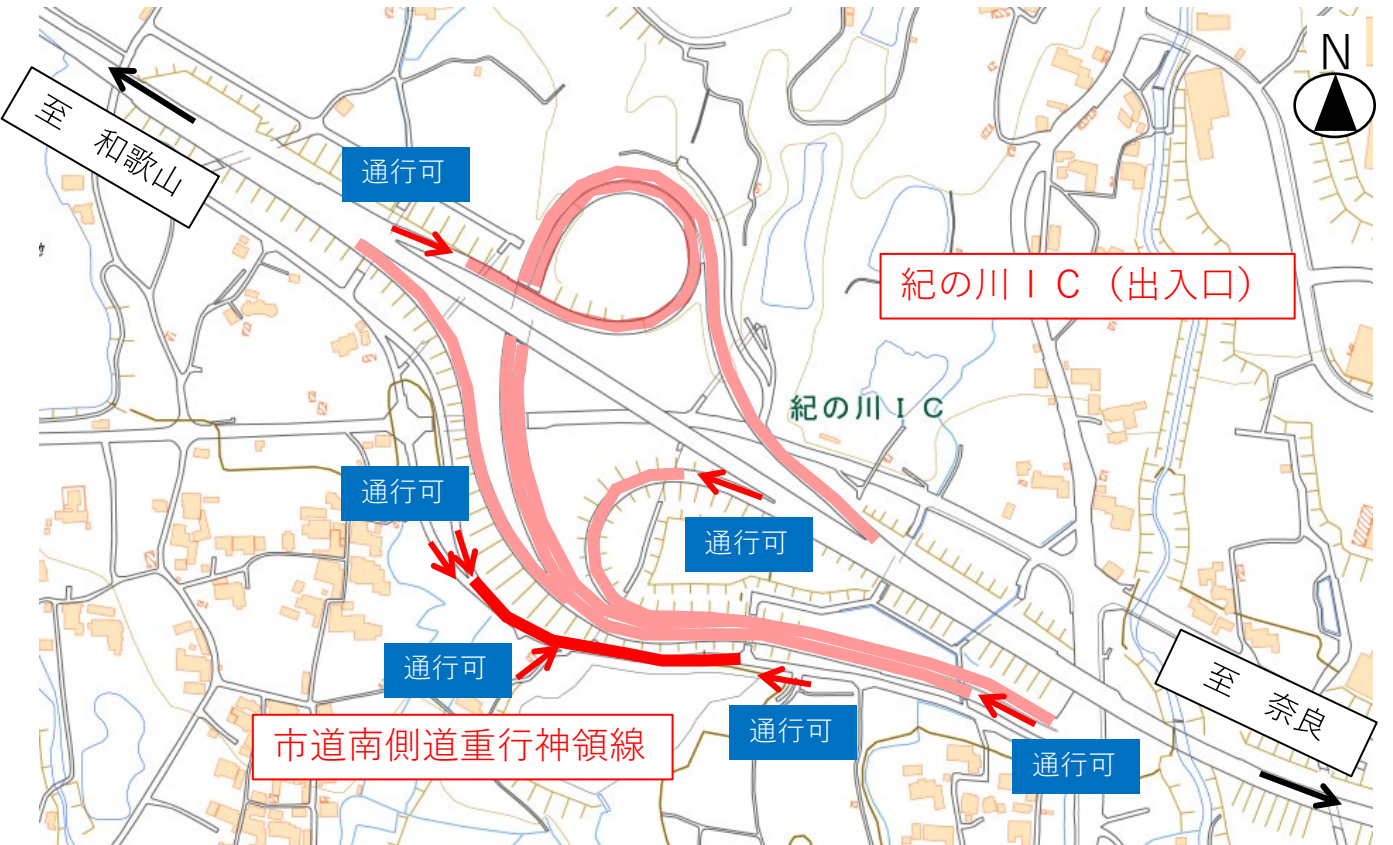 N
至 和歌山
通行可
紀の川IC（出入口）
紀の川IC
通行可
通行可
通行可
通行可
至 奈良
市道南側道重行神領線
通行可